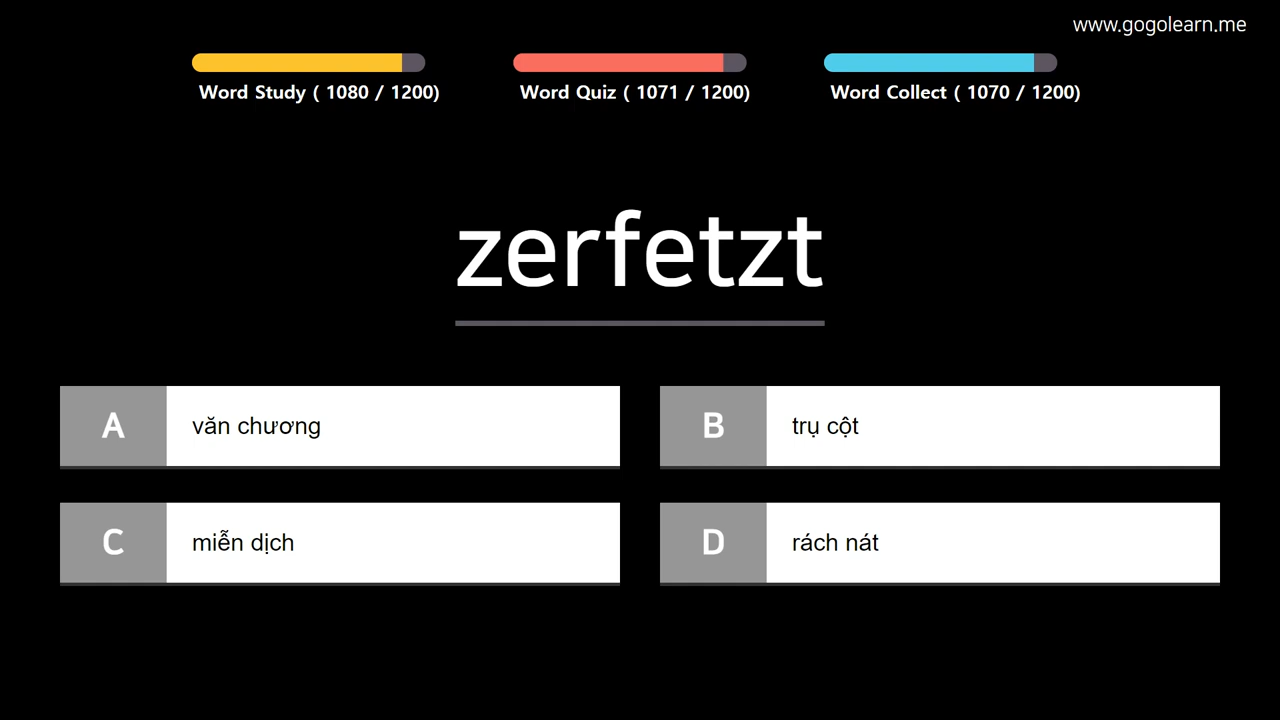 www.gogolearn.me
Word Study ( 1080 / 1200)
Word Quiz ( 1071 / 1200)
Word Collect ( 1070 / 1200)
zerfetzt
A văn chương
B trụ cột
C miễn dịch
D rách nát